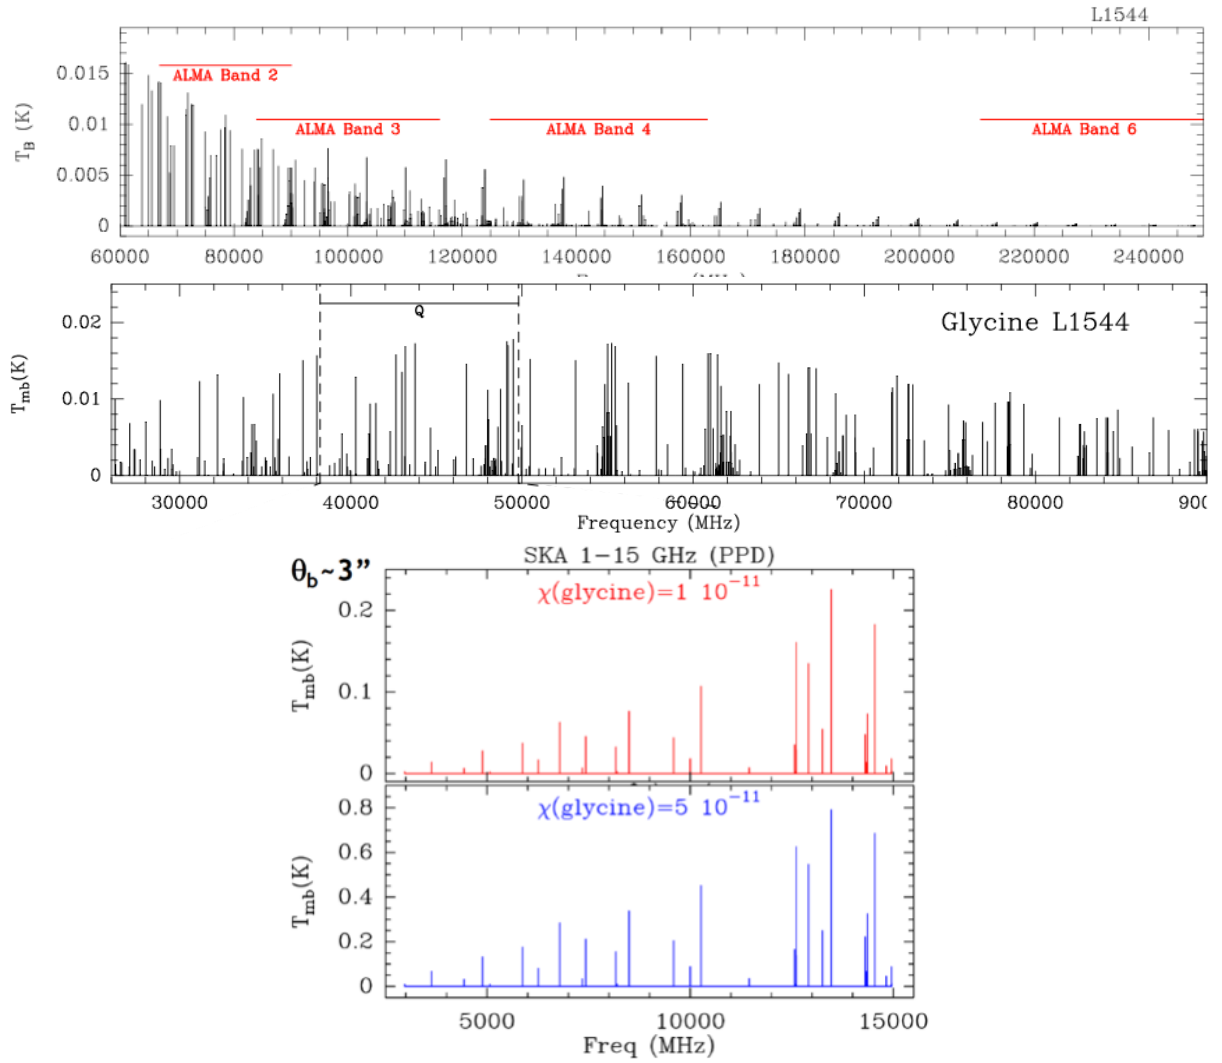 L1544
T_B (K)
0.015
0.01
0.005
0
ALMA Band 2
ALMA Band 3
ALMA Band 4
ALMA Band 6
60000 80000 100000 120000 140000 160000 180000 200000 220000 240000
T_mb(K)
0.02
0.01
0
Q
Glycine L1544
30000 40000 50000 60000 70000 80000 900
Frequency (MHz)
SKA 1-15 GHz (PPD)
θ_b~3”
χ(glycine)=1 10^-11
T_mb(K)
0.2
0.1
0
χ(glycine)=5 10^-11
T_mb(K)
0.8
0.6
0.4
0.2
0
5000 10000 15000
Freq (MHz)